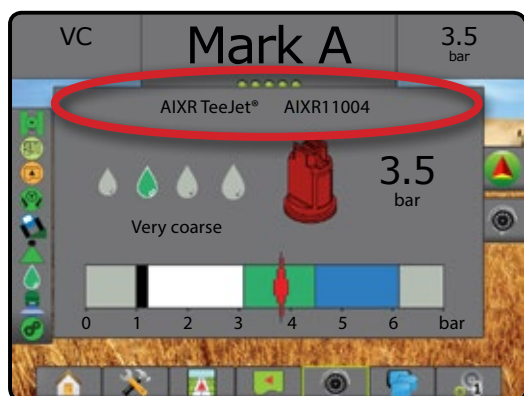 VC Mark A 3.5
bar
AIXR TeeJet® AIXR11004
3.5
bar
Very coarse
0 1 2 3 4 5 6 bar
1